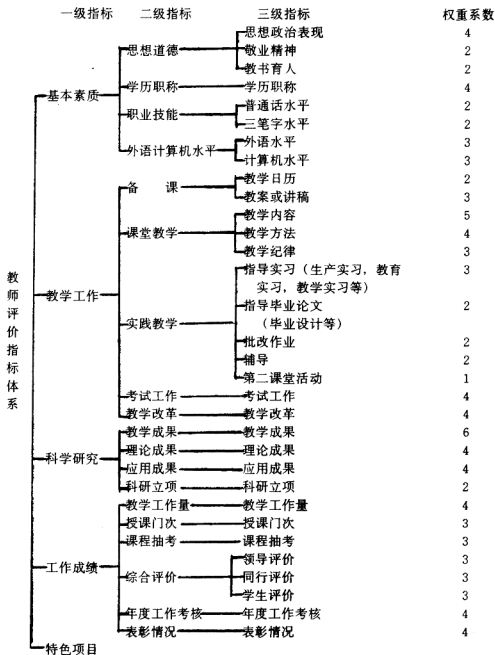 一级指标 二级指标 三级指标 权重系数
思想政治表现 4
思想道德 敬业精神 2
教书育人 2
学历职称 学历职称 4
基本素质
职业技能 普通话水平 2
三笔字水平 2
外语水平 3
外语计算机水平
计算机水平 3
教学日历 2
备 课
教案或讲稿 3
教学内容 5
课堂教学 教学方法 4
教学纪律 3
指导实习（生产实习，教育 3
实习，教学实习等）
教师评价指标体系
教学工作
指导毕业论文 2
实践教学 （毕业设计等）
批改作业 2
辅导 2
第二课堂活动 1
考试工作 考试工作 4
教学改革 教学改革 4
教学成果 教学成果 6
科学研究 理论成果 理论成果 4
应用成果 应用成果 4
科研立项 科研立项 2
教学工作量 教学工作量 4
授课门次 授课门次 3
课程抽考 课程抽考 3
领导评价 3
工作成绩
综合评价 同行评价 3
学生评价 3
年度工作考核 年度工作考核 4
表彰情况 表彰情况 4
特色项目